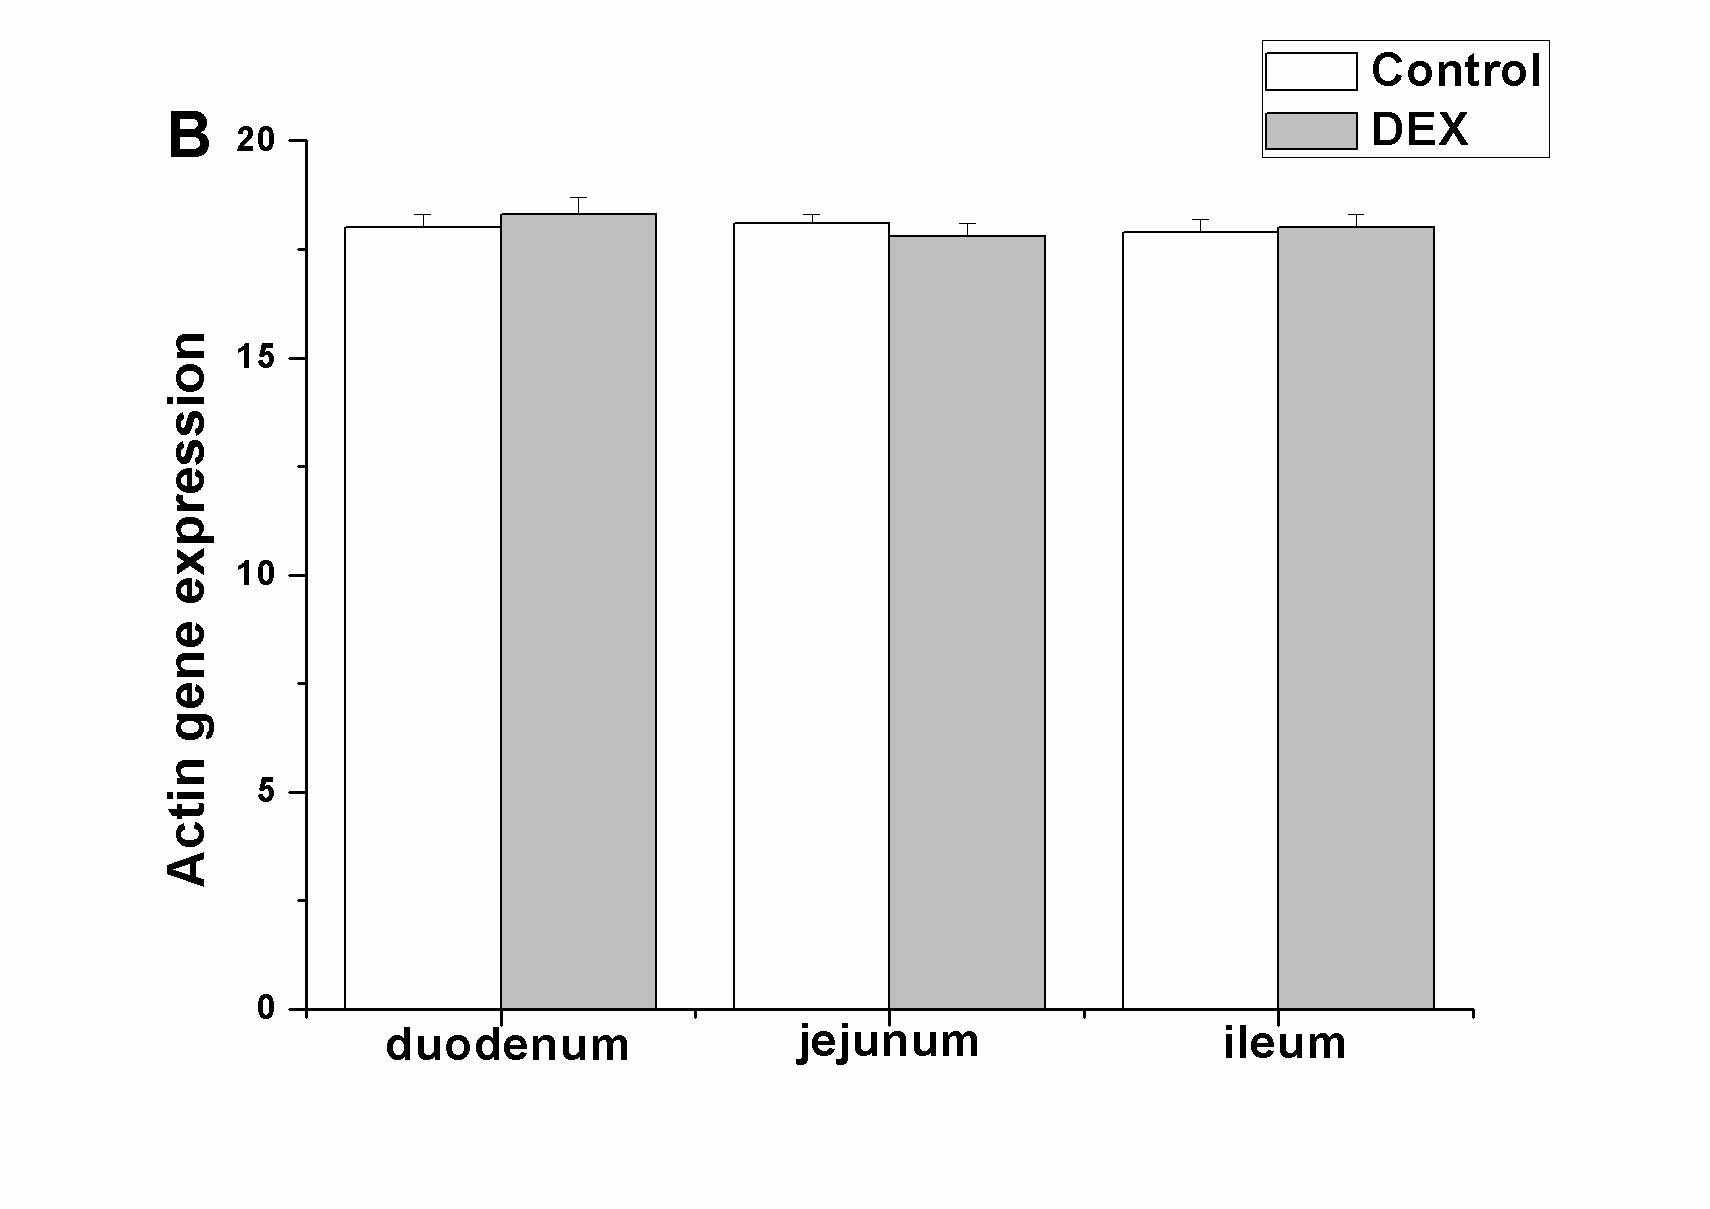 Control
DEX
B
20
15
10
5
0
Actin gene expression
duodenum
jejunum
ileum